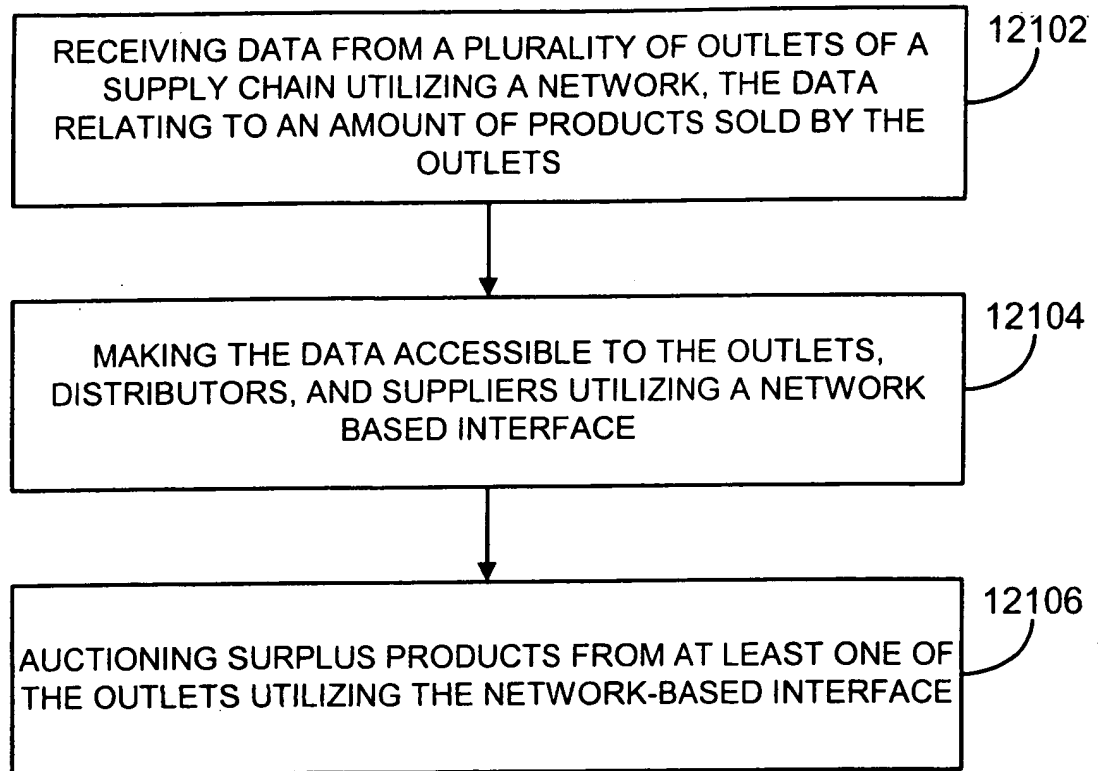 12102
RECEIVING DATA FROM A PLURALITY OF OUTLETS OF A
SUPPLY CHAIN UTILIZING A NETWORK, THE DATA
RELATING TO AN AMOUNT OF PRODUCTS SOLD BY THE
OUTLETS
12104
MAKING THE DATA ACCESSIBLE TO THE OUTLETS,
DISTRIBUTORS, AND SUPPLIERS UTILIZING A NETWORK
BASED INTERFACE
12106
AUCTIONING SURPLUS PRODUCTS FROM AT LEAST ONE OF
THE OUTLETS UTILIZING THE NETWORK-BASED INTERFACE